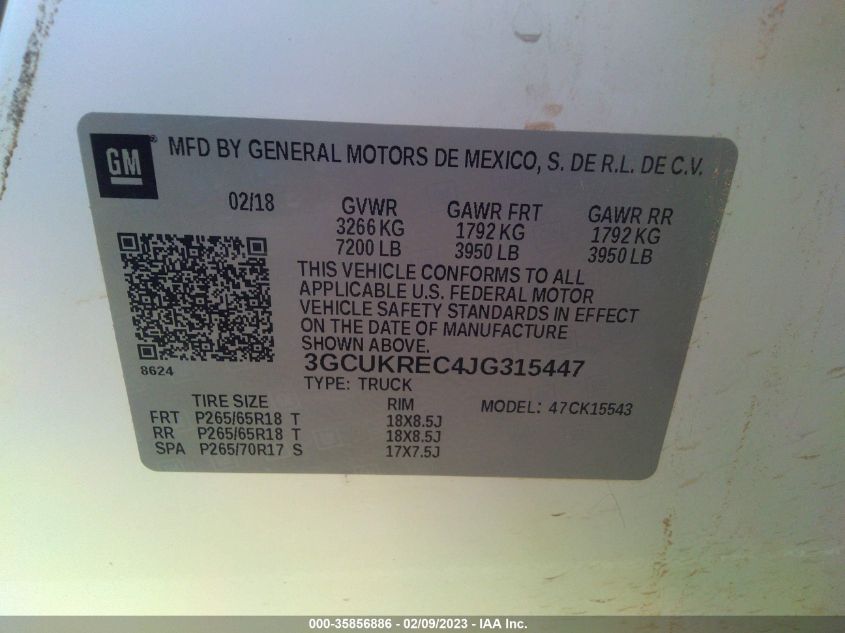 GM ® MFD BY GENERAL MOTORS DE MEXICO, S. DE R.L. DE C.V.
02/18 GVWR GAWR FRT GAWR RR
3266 KG 1792 KG 1792 KG
7200 LB 3950 LB 3950 LB
THIS VEHICLE CONFORMS TO ALL
APPLICABLE U.S. FEDERAL MOTOR
VEHICLE SAFETY STANDARDS IN EFFECT
ON THE DATE OF MANUFACTURE
SHOWN ABOVE.
8624
3GCUKREC4JG315447
TYPE: TRUCK
TIRE SIZE RIM MODEL: 47CK15543
FRT P265/65R18 T 18X8.5J
RR P265/65R18 T 18X8.5J
SPA P265/70R17 S 17X7.5J
000-35856886 - 02/09/2023 - IAA Inc.